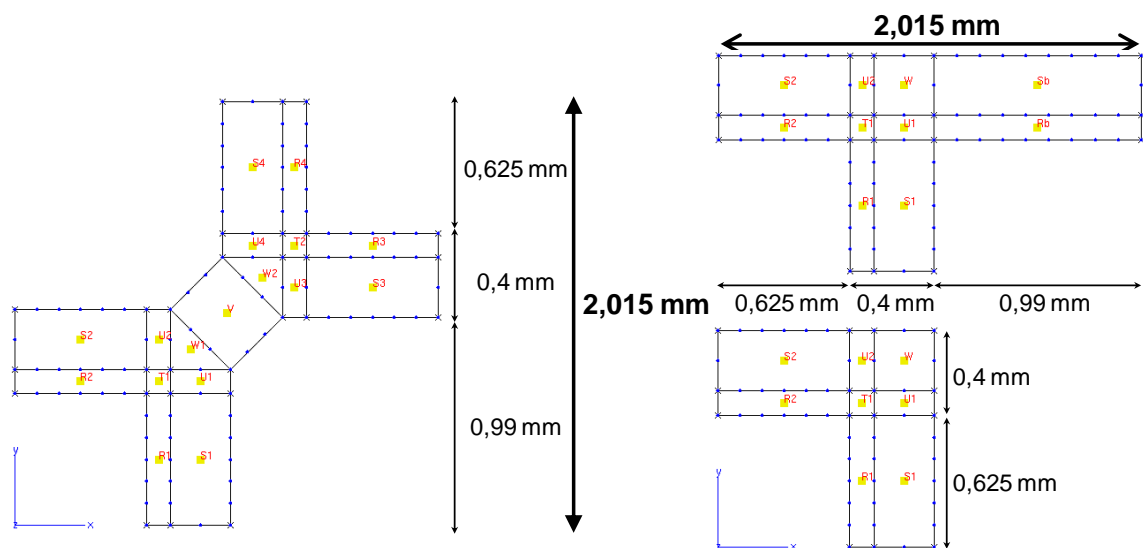 2,015 mm
S2 U2 W Sb
R2 T1 U1 Rb
R1 S1
0,625 mm 0,4 mm 0,99 mm
S4 R4
0,625 mm
U4 T2 R3
W2 U3 S3
0,4 mm
V
2,015 mm
S2 U2 W1
R2 T1 U1
0,99 mm
R1 S1
y
z x
S2 U2 W
0,4 mm
R2 T1 U1
R1 S1
0,625 mm
y
z x